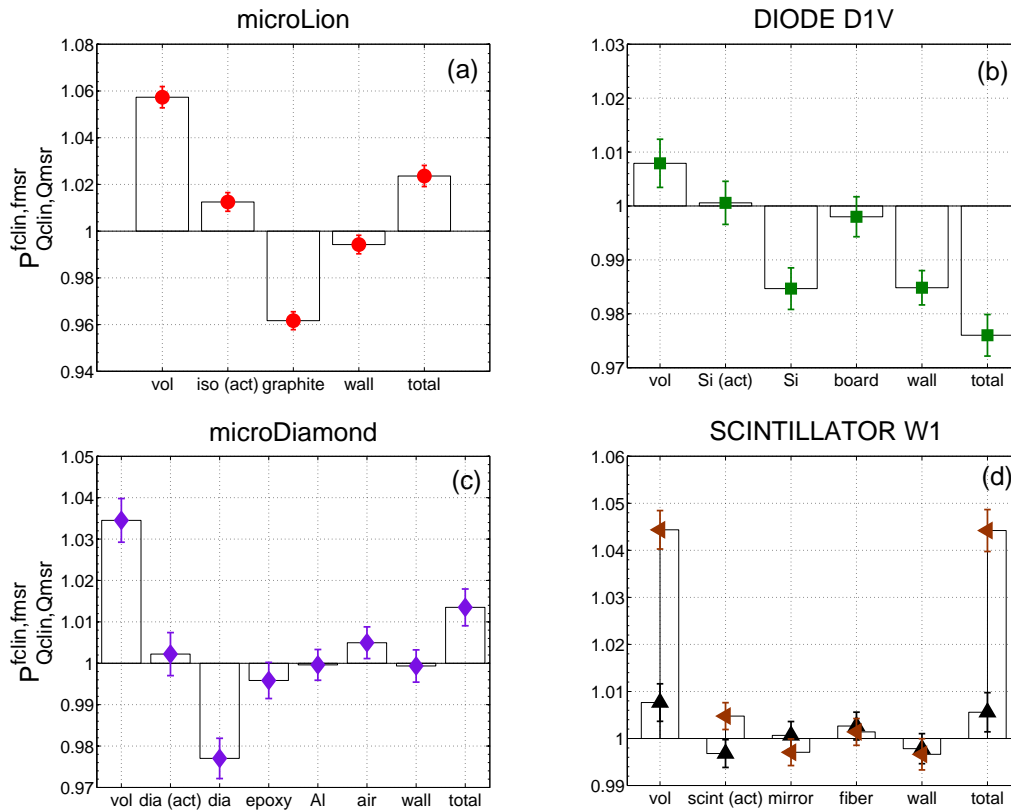 microLion
(a)
1.08
1.06
1.04
1.02
1
0.98
0.96
0.94
P^{fclin,fmsr}_{Qclin,Qmsr}
vol iso (act) graphite wall total
DIODE D1V
(b)
1.03
1.02
1.01
1
0.99
0.98
0.97
vol Si (act) Si board wall total
microDiamond
(c)
1.05
1.04
1.03
1.02
1.01
1
0.99
0.98
0.97
P^{fclin,fmsr}_{Qclin,Qmsr}
vol dia (act) dia epoxy Al air wall total
SCINTILLATOR W1
(d)
1.06
1.05
1.04
1.03
1.02
1.01
1
0.99
vol scint (act) mirror fiber wall total